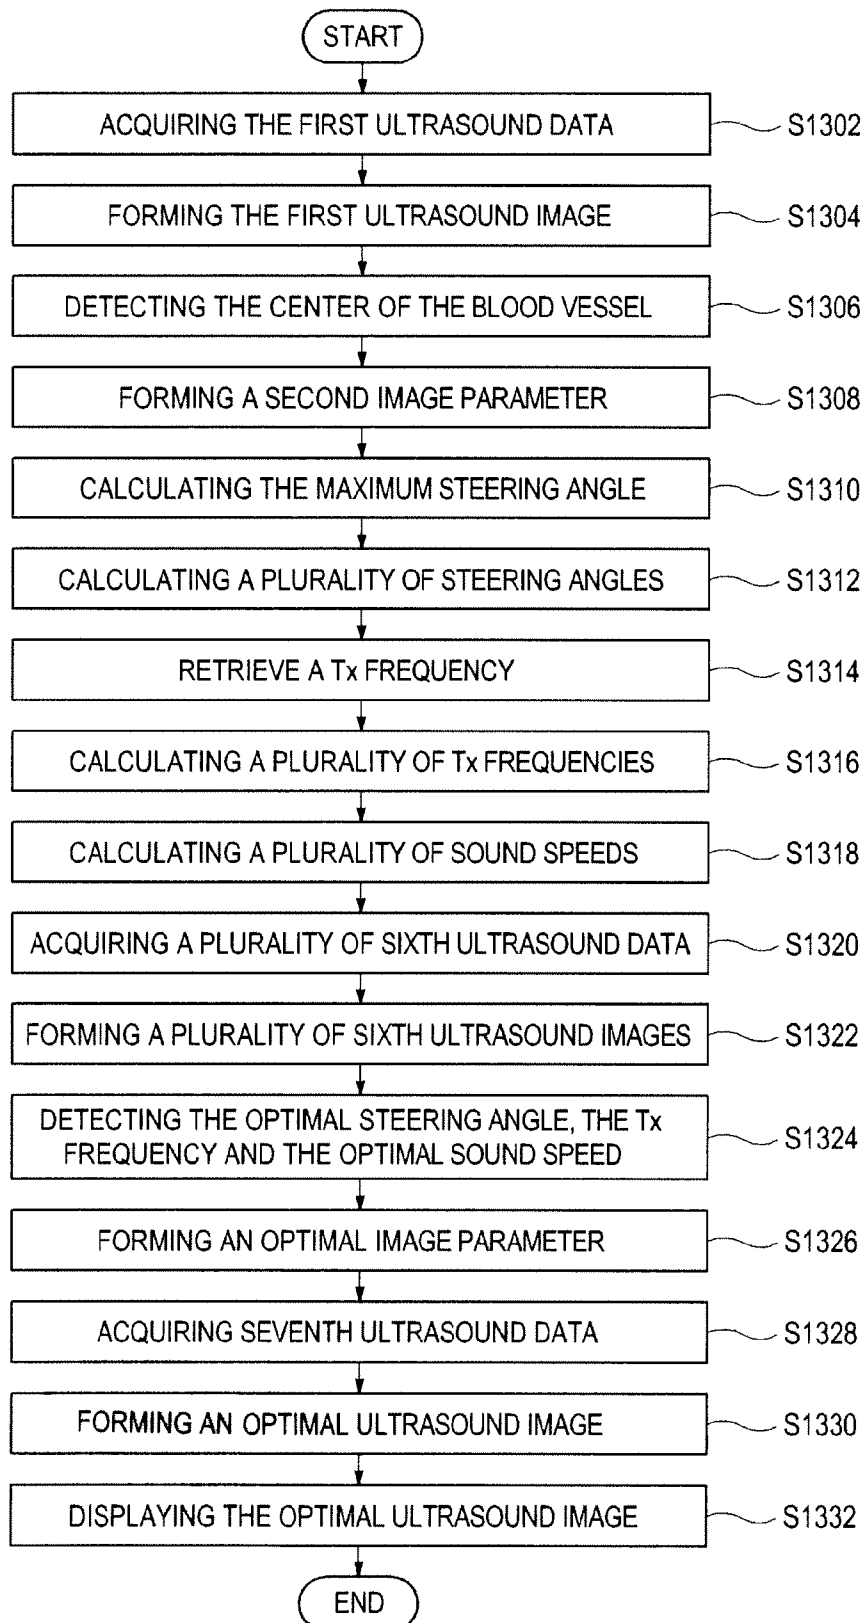 START
ACQUIRING THE FIRST ULTRASOUND DATA S1302
FORMING THE FIRST ULTRASOUND IMAGE S1304
DETECTING THE CENTER OF THE BLOOD VESSEL S1306
FORMING A SECOND IMAGE PARAMETER S1308
CALCULATING THE MAXIMUM STEERING ANGLE S1310
CALCULATING A PLURALITY OF STEERING ANGLES S1312
RETRIEVE A Tx FREQUENCY S1314
CALCULATING A PLURALITY OF Tx FREQUENCIES S1316
CALCULATING A PLURALITY OF SOUND SPEEDS S1318
ACQUIRING A PLURALITY OF SIXTH ULTRASOUND DATA S1320
FORMING A PLURALITY OF SIXTH ULTRASOUND IMAGES S1322
DETECTING THE OPTIMAL STEERING ANGLE, THE Tx
FREQUENCY AND THE OPTIMAL SOUND SPEED S1324
FORMING AN OPTIMAL IMAGE PARAMETER S1326
ACQUIRING SEVENTH ULTRASOUND DATA S1328
FORMING AN OPTIMAL ULTRASOUND IMAGE S1330
DISPLAYING THE OPTIMAL ULTRASOUND IMAGE S1332
END